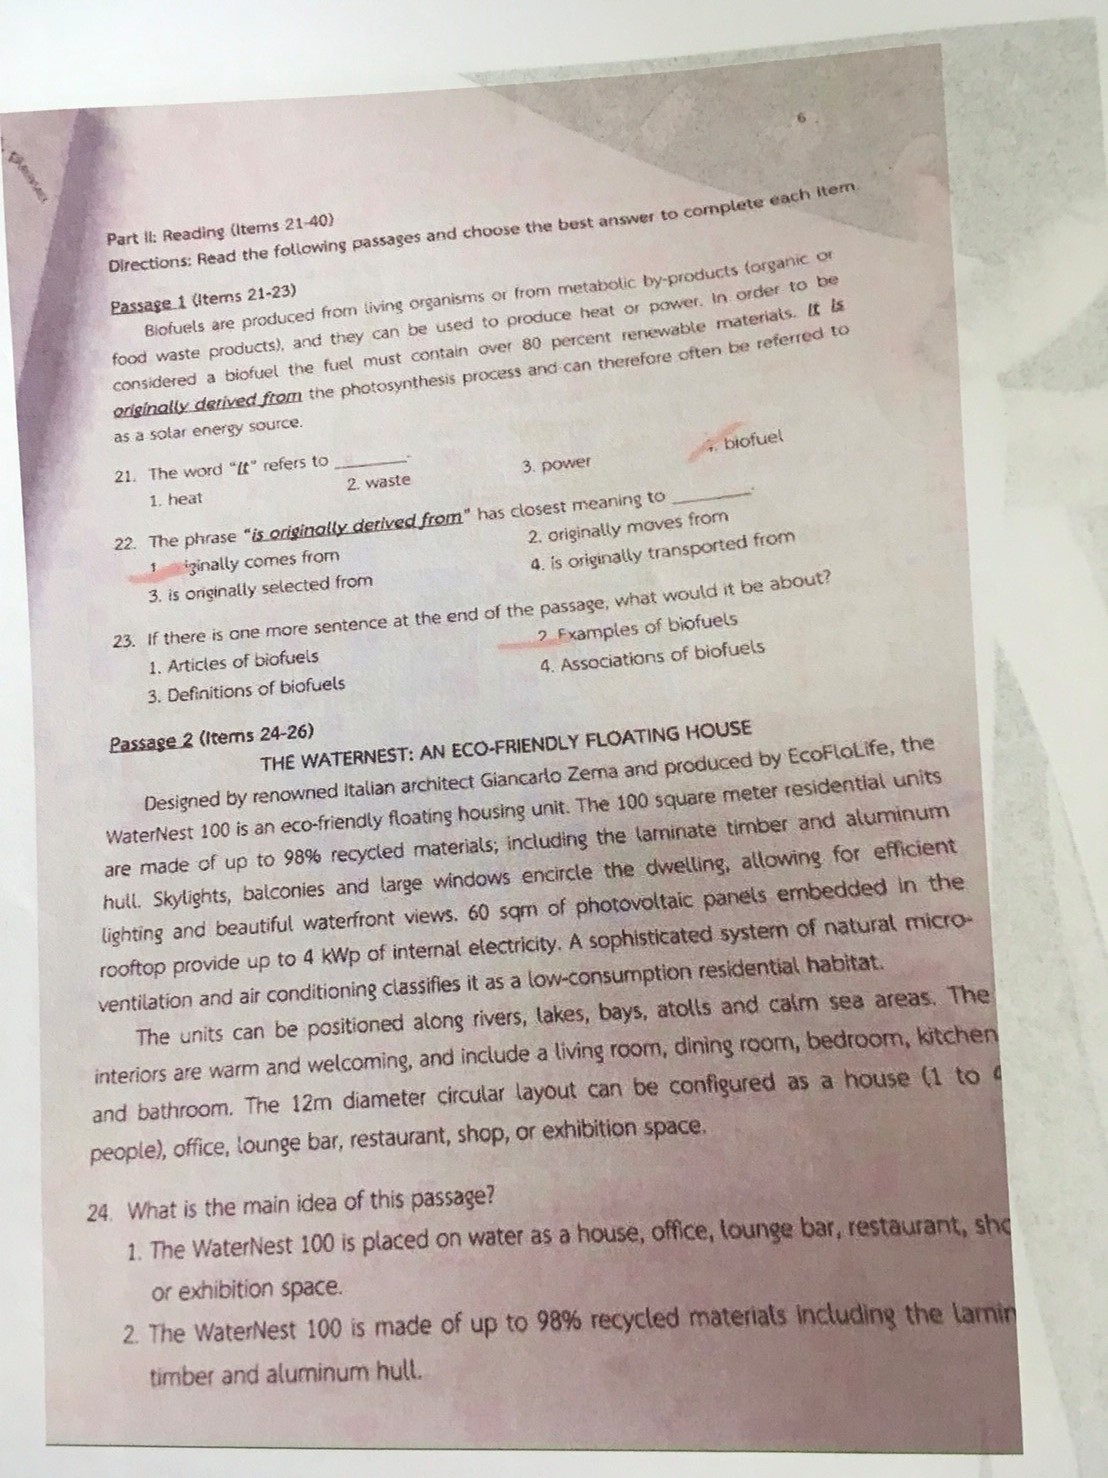 6
Part II: Reading (Items 21-40)
Directions: Read the following passages and choose the best answer to complete each item.
Passage 1 (Items 21-23)
Biofuels are produced from living organisms or from metabolic by-products (organic or
food waste products), and they can be used to produce heat or power. In order to be
considered a biofuel the fuel must contain over 80 percent renewable materials. It is
originally derived from the photosynthesis process and can therefore often be referred to
as a solar energy source.
21. The word "It" refers to ________.
1. heat 2. waste 3. power 4. biofuel
22. The phrase "is originally derived from" has closest meaning to ________.
1 iginally comes from 2. originally moves from
3. is originally selected from 4. is originally transported from
23. If there is one more sentence at the end of the passage, what would it be about?
1. Articles of biofuels 2 Examples of biofuels
3. Definitions of biofuels 4. Associations of biofuels
Passage 2 (Items 24-26)
THE WATERNEST: AN ECO-FRIENDLY FLOATING HOUSE
Designed by renowned Italian architect Giancarlo Zema and produced by EcoFloLife, the
WaterNest 100 is an eco-friendly floating housing unit. The 100 square meter residential units
are made of up to 98% recycled materials; including the laminate timber and aluminum
hull. Skylights, balconies and large windows encircle the dwelling, allowing for efficient
lighting and beautiful waterfront views. 60 sqm of photovoltaic panels embedded in the
rooftop provide up to 4 kWp of internal electricity. A sophisticated system of natural micro-
ventilation and air conditioning classifies it as a low-consumption residential habitat.
The units can be positioned along rivers, lakes, bays, atolls and calm sea areas. The
interiors are warm and welcoming, and include a living room, dining room, bedroom, kitchen
and bathroom. The 12m diameter circular layout can be configured as a house (1 to 4
people), office, lounge bar, restaurant, shop, or exhibition space.
24. What is the main idea of this passage?
1. The WaterNest 100 is placed on water as a house, office, lounge bar, restaurant, sho
or exhibition space.
2. The WaterNest 100 is made of up to 98% recycled materials including the lamin
timber and aluminum hull.